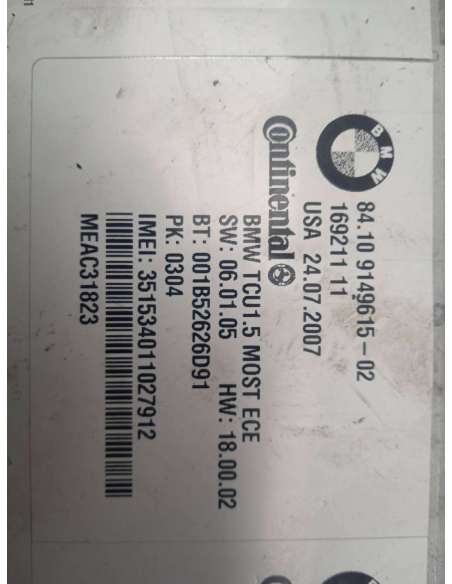 BMW
84.10 9149615-02
169211 11
USA 24.07.2007
Continental
BMW TCU1.5 MOST ECE
SW: 06.01.05 HW: 18.00.02
BT: 001B52626D91
PK: 0304
IMEI: 351534011027912
MEAC31823